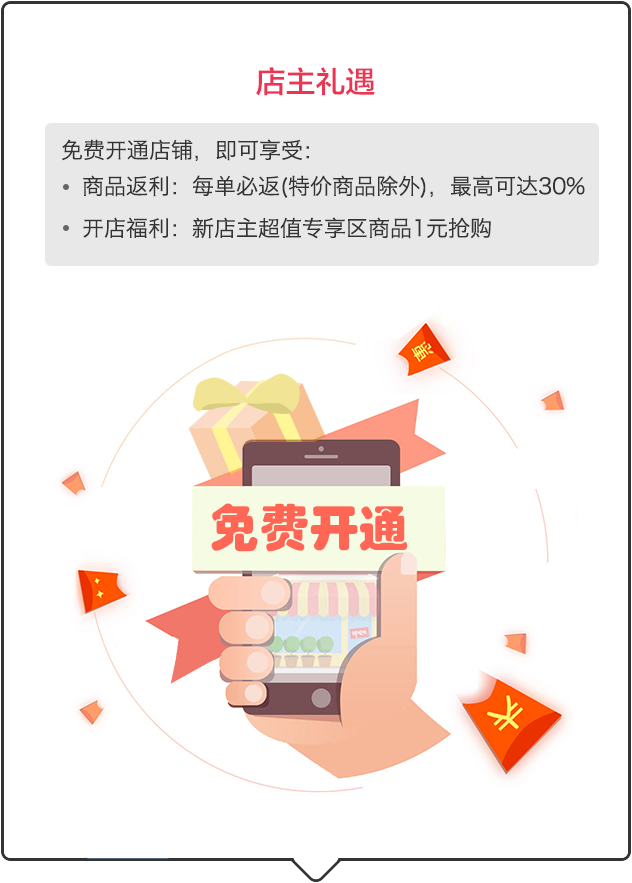 店主礼遇
免费开通店铺，即可享受：
• 商品返利：每单必返(特价商品除外)，最高可达30%
• 开店福利：新店主超值专享区商品1元抢购
惠
免费开通